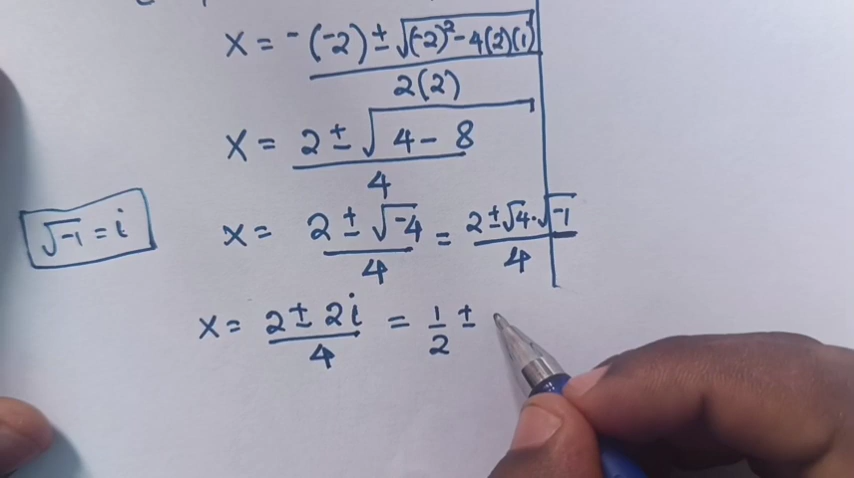 x = -(-2) ± √(-2)² - 4(2)(1)
2(2)
x = 2 ± √4 - 8
4
√-1 = i
x = 2 ± √-4 = 2 ± √4 · √-1
4 4
x = 2 ± 2i = 1/2 ±
4